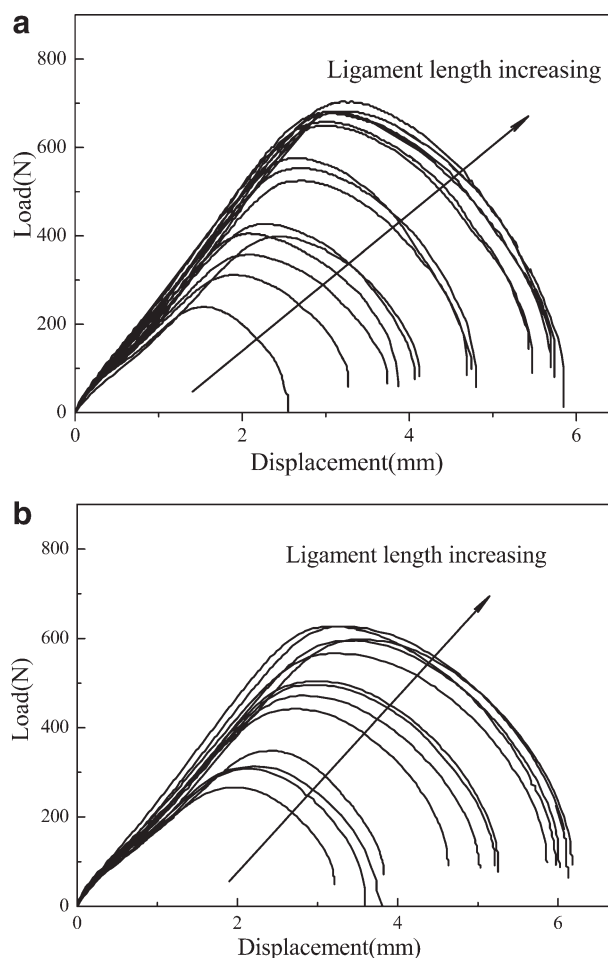 a
800
Ligament length increasing
600
Load(N)
400
200
0
0 2 4 6
Displacement(mm)
b
800
Ligament length increasing
600
Load(N)
400
200
0
0 2 4 6
Displacement(mm)